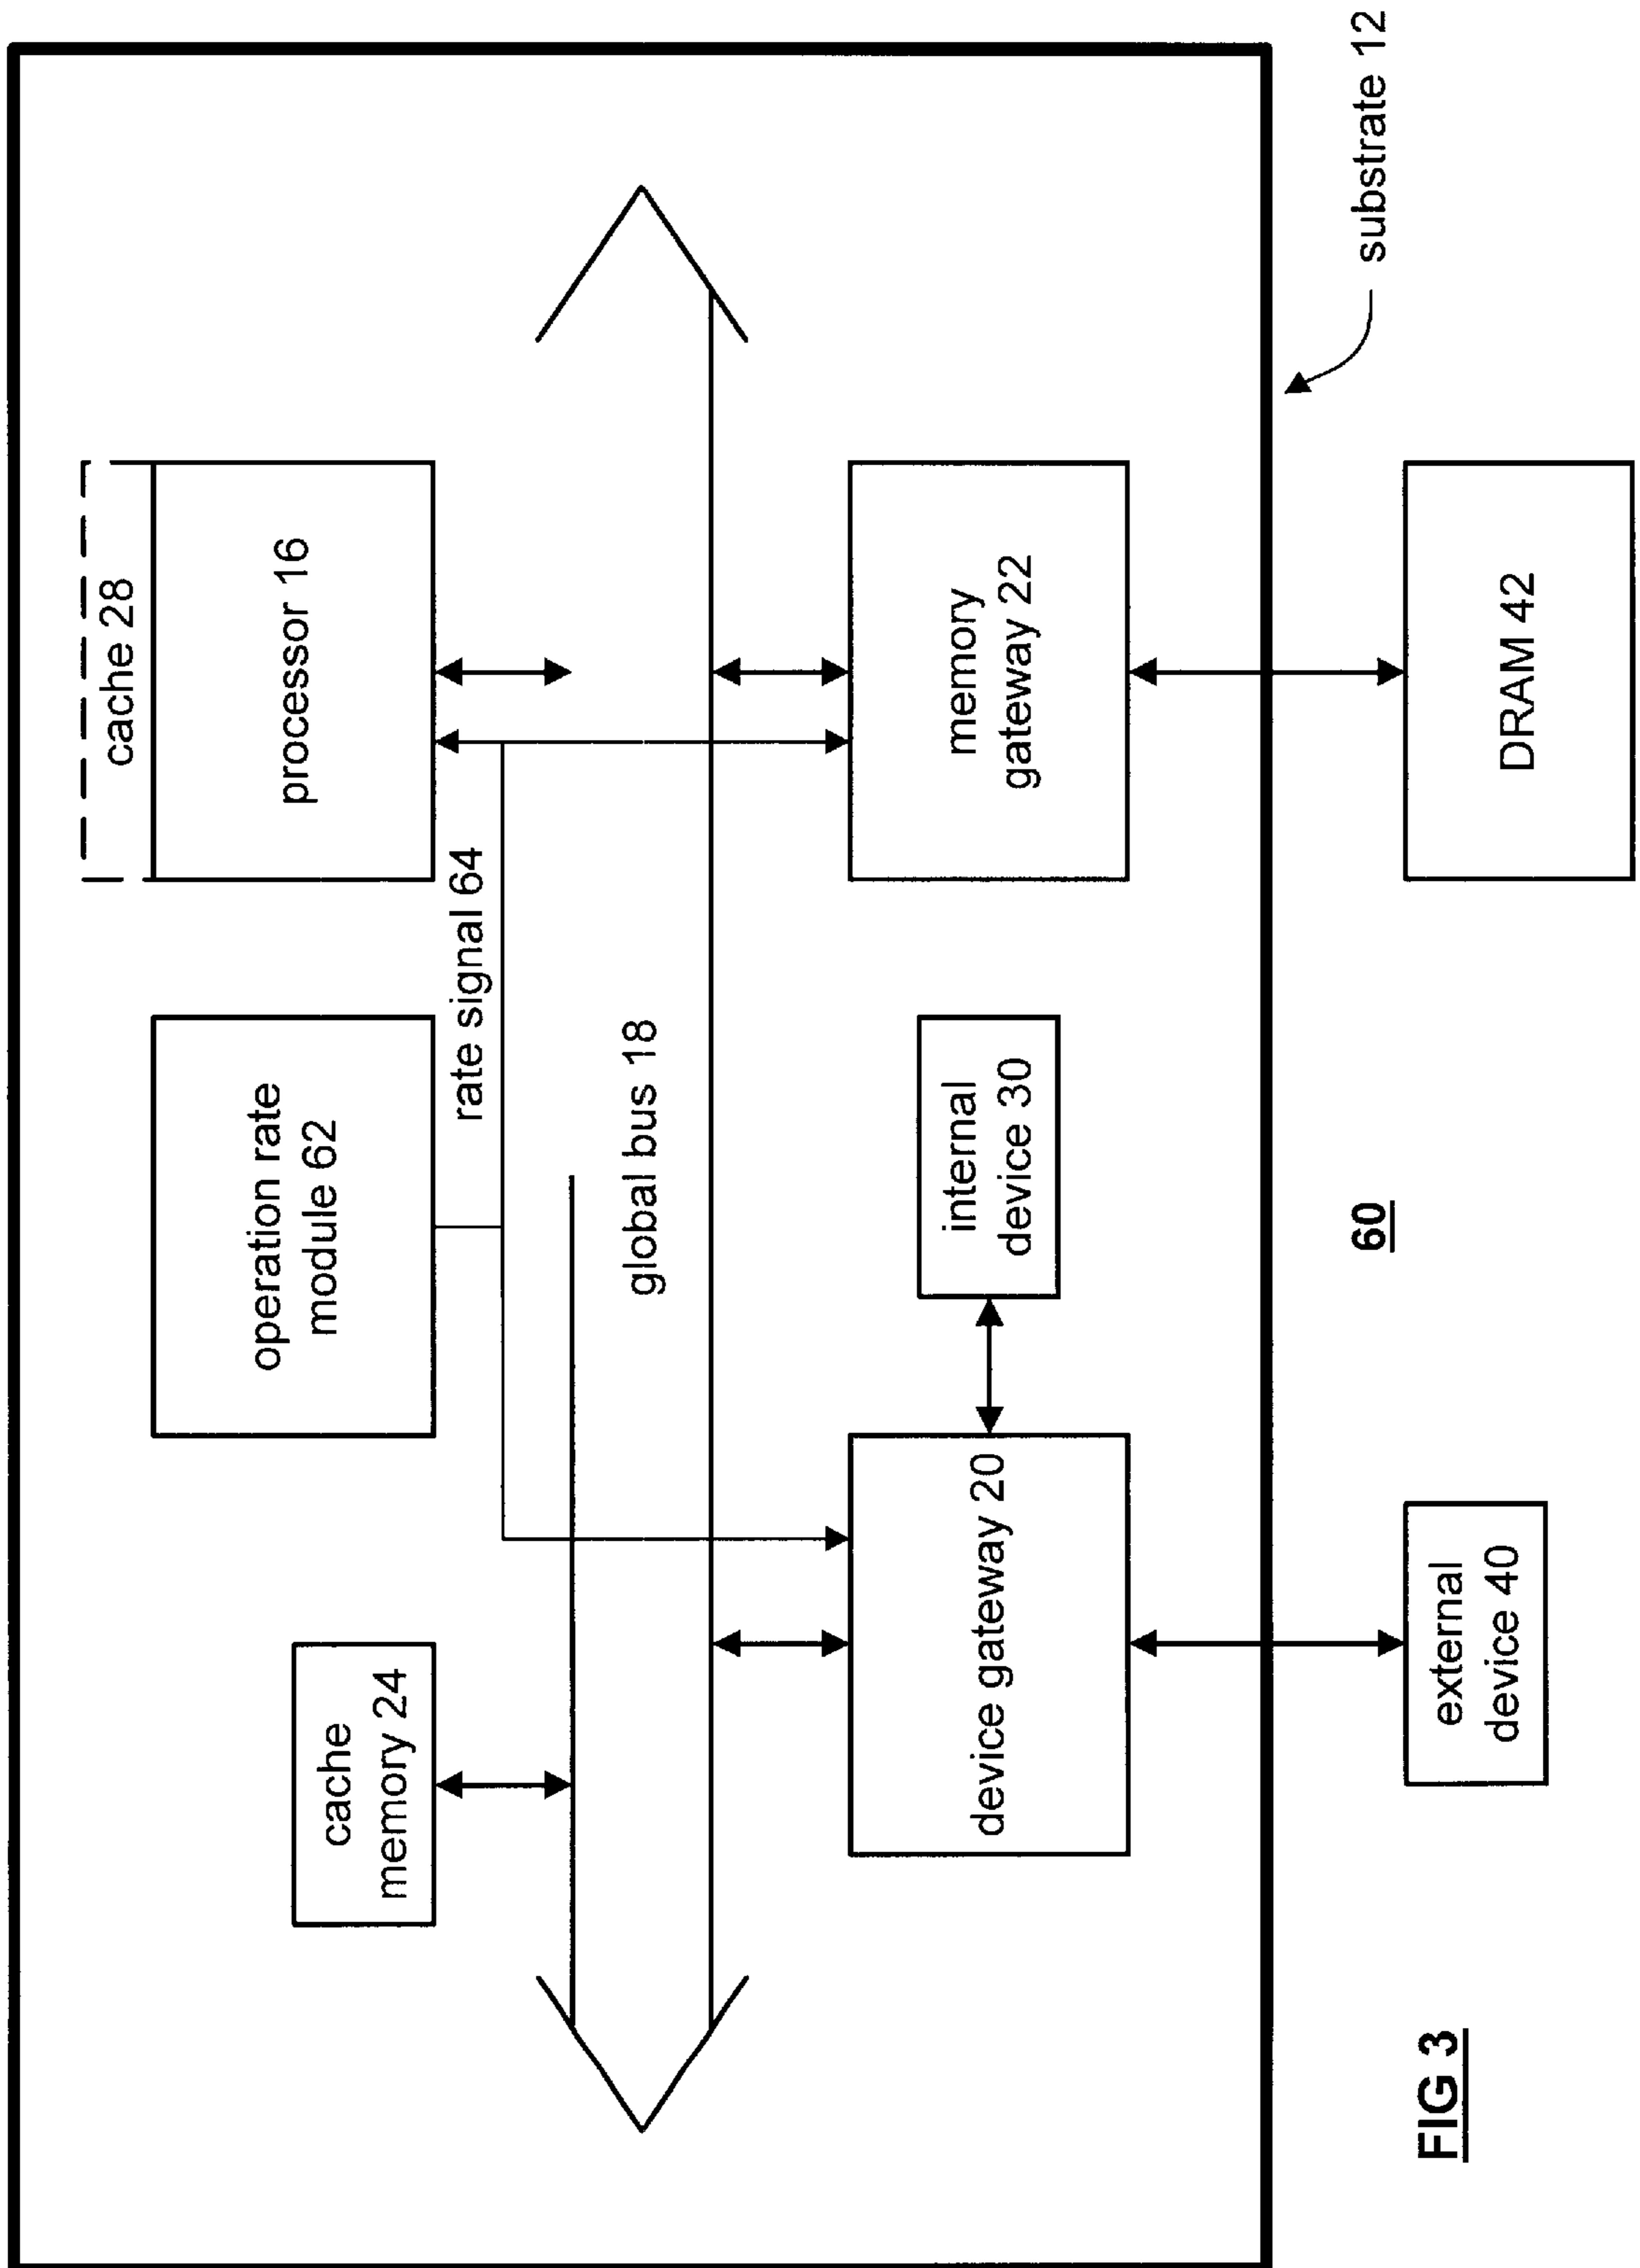 cache
memory 24
operation rate
module 62
cache 28
processor 16
rate signal 64
global bus 18
device gateway 20
internal
device 30
memory
gateway 22
substrate 12
external
device 40
60
DRAM 42
FIG 3